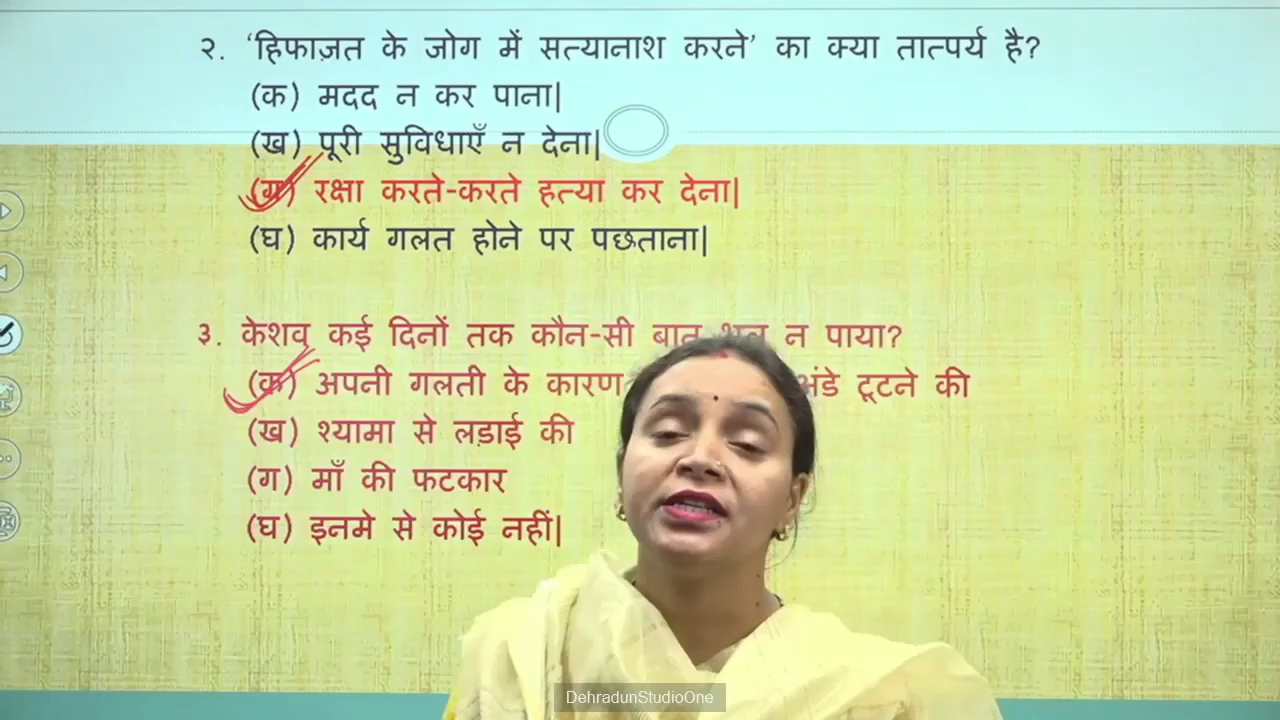 २. ‘हिफाज़त के जोग में सत्यानाश करने’ का क्या तात्पर्य है?
(क) मदद न कर पाना|
(ख) पूरी सुविधाएँ न देना|
(ग) रक्षा करते-करते हत्या कर देना|
(घ) कार्य गलत होने पर पछताना|
३. केशव कई दिनों तक कौन-सी बात न पाया?
(क) अपनी गलती के कारण अंडे टूटने की
(ख) श्यामा से लड़ाई की
(ग) माँ की फटकार
(घ) इनमे से कोई नहीं|
DehradunStudioOne